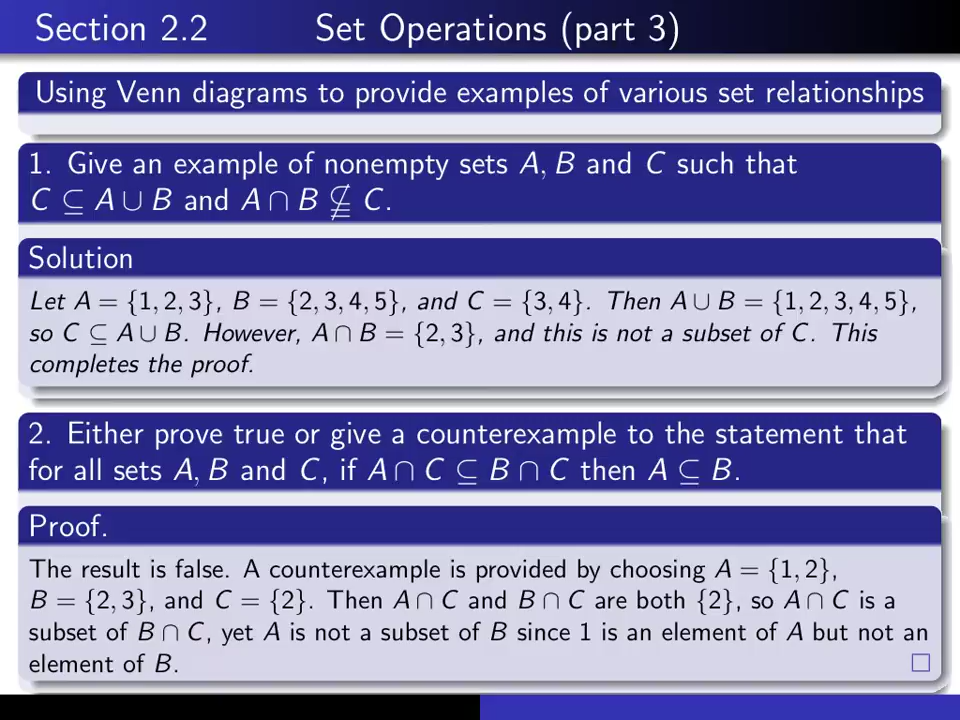 Section 2.2 Set Operations (part 3)
Using Venn diagrams to provide examples of various set relationships
1. Give an example of nonempty sets A, B and C such that
C ⊆ A ∪ B and A ∩ B ⊈ C.
Solution
Let A = {1, 2, 3}, B = {2, 3, 4, 5}, and C = {3, 4}. Then A ∪ B = {1, 2, 3, 4, 5},
so C ⊆ A ∪ B. However, A ∩ B = {2, 3}, and this is not a subset of C. This
completes the proof.
2. Either prove true or give a counterexample to the statement that
for all sets A, B and C, if A ∩ C ⊆ B ∩ C then A ⊆ B.
Proof.
The result is false. A counterexample is provided by choosing A = {1, 2},
B = {2, 3}, and C = {2}. Then A ∩ C and B ∩ C are both {2}, so A ∩ C is a
subset of B ∩ C, yet A is not a subset of B since 1 is an element of A but not an
element of B. □